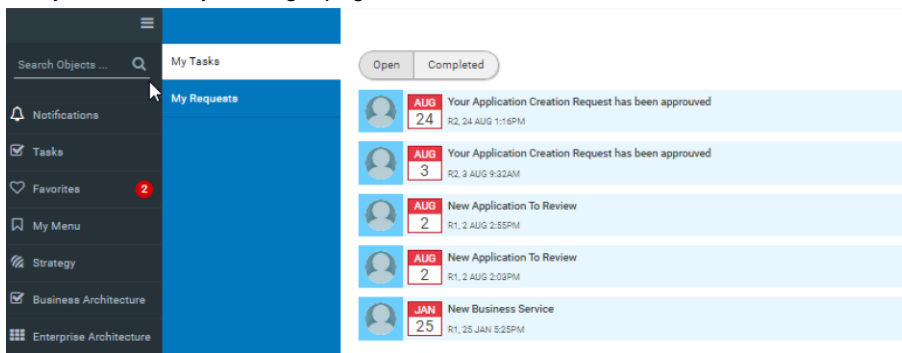 Search Objects ...
Notifications
Tasks
Favorites 2
My Menu
Strategy
Business Architecture
Enterprise Architecture
My Tasks
My Requests
Open Completed
AUG 24
Your Application Creation Request has been approuved
R2, 24 AUG 1:16PM
AUG 3
Your Application Creation Request has been approuved
R2, 3 AUG 9:32AM
AUG 2
New Application To Review
R1, 2 AUG 2:55PM
AUG 2
New Application To Review
R1, 2 AUG 2:03PM
JAN 25
New Business Service
R1, 25 JAN 5:25PM